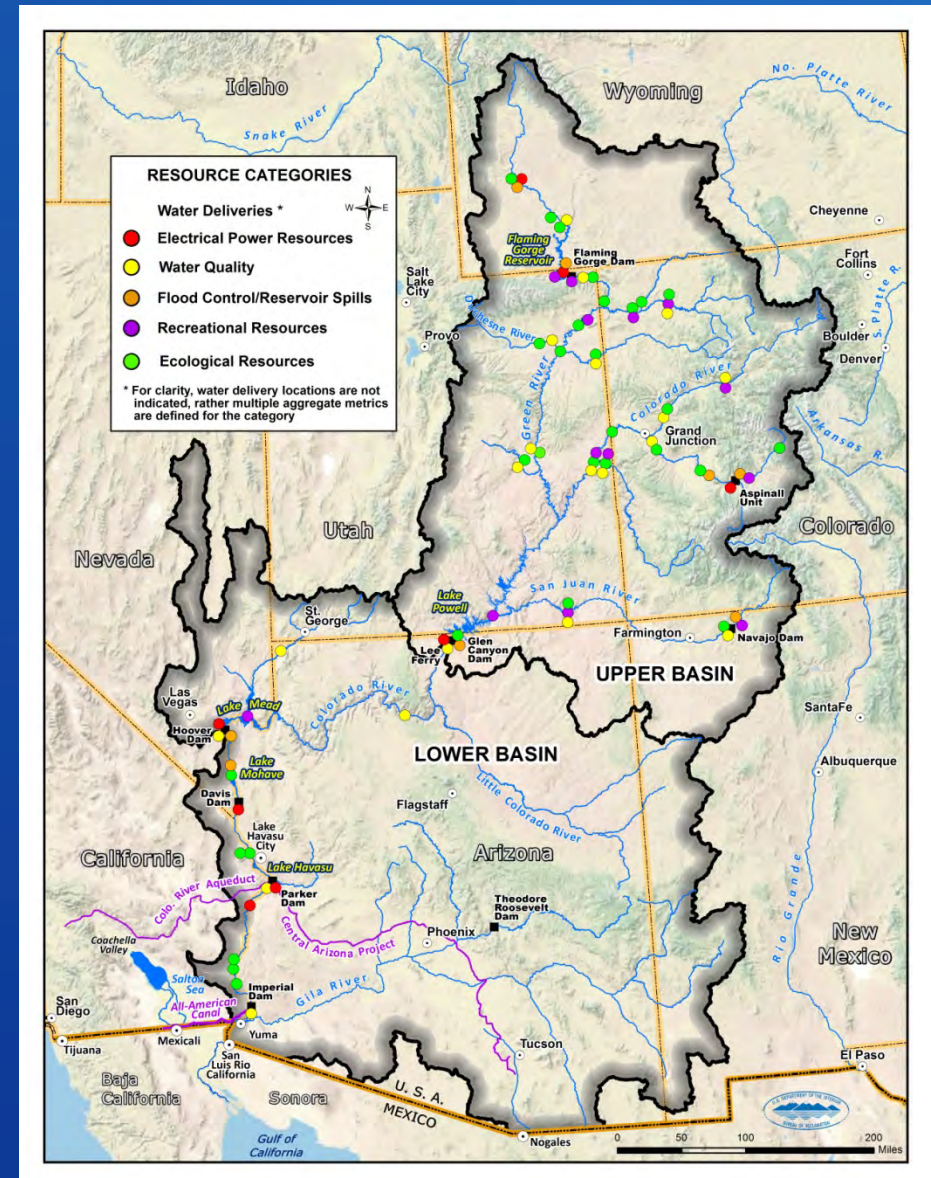 Idaho
Wyoming
No. Platte River
Snake River
RESOURCE CATEGORIES
Water Deliveries *
N
W
E
S
Electrical Power Resources
Water Quality
Flood Control/Reservoir Spills
Recreational Resources
Ecological Resources
* For clarity, water delivery locations are not
indicated, rather multiple aggregate metrics
are defined for the category
Cheyenne
Flaming
Gorge
Reservoir
Flaming
Gorge Dam
Fort
Collins
Salt
Lake
City
S. Platte R.
Provo
Duchesne River
Boulder
Denver
Green River
Colorado River
Grand
Junction
Arkansas R.
Aspinall
Unit
Utah
Colorado
Nevada
San Juan River
Lake
Powell
St.
George
Farmington
Navajo Dam
Lee
Ferry
Glen
Canyon
Dam
UPPER BASIN
Las
Vegas
Lake Mead
Colorado River
SantaFe
Hoover
Dam
LOWER BASIN
Lake
Mohave
Albuquerque
Davis
Dam
Flagstaff
Little Colorado River
Lake
Havasu
City
California
Arizona
Lake Havasu
Colo. River Aqueduct
Parker
Dam
Theodore
Roosevelt
Dam
Rio Grande
Central Arizona Project
Phoenix
New
Mexico
Coachella
Valley
Salton
Sea
Imperial
Dam
Gila River
San
Diego
All-American
Canal
Yuma
Mexicali
Tijuana
San
Luis Rio
California
Tucson
El Paso
Baja
California
Sonora
U. S. A.
MEXICO
U.S. DEPARTMENT OF THE INTERIOR
BUREAU OF RECLAMATION
Gulf of
California
Nogales
0 50 100 200
Miles